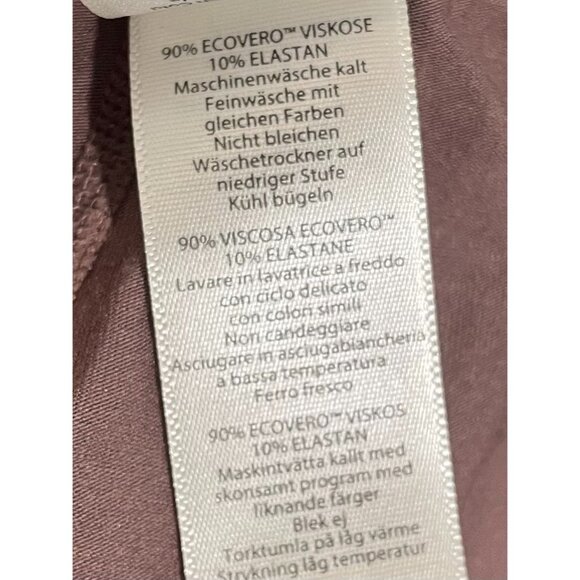 90% ECOVERO™ VISKOSE
10% ELASTAN
Maschinenwäsche kalt
Feinwäsche mit
gleichen Farben
Nicht bleichen
Wäschetrockner auf
niedriger Stufe
Kühl bügeln
90% VISCOSA ECOVERO™
10% ELASTANE
Lavare in lavatrice a freddo
con ciclo delicato
con colori simili
Non candeggiare
Asciugare in asciugabiancheria
a bassa temperatura
Ferro fresco
90% ECOVERO™ VISKOS
10% ELASTAN
Maskintvätta kallt med
skonsamt program med
liknande färger
Blek ej
Torktumla på låg värme
Strykning låg temperatur